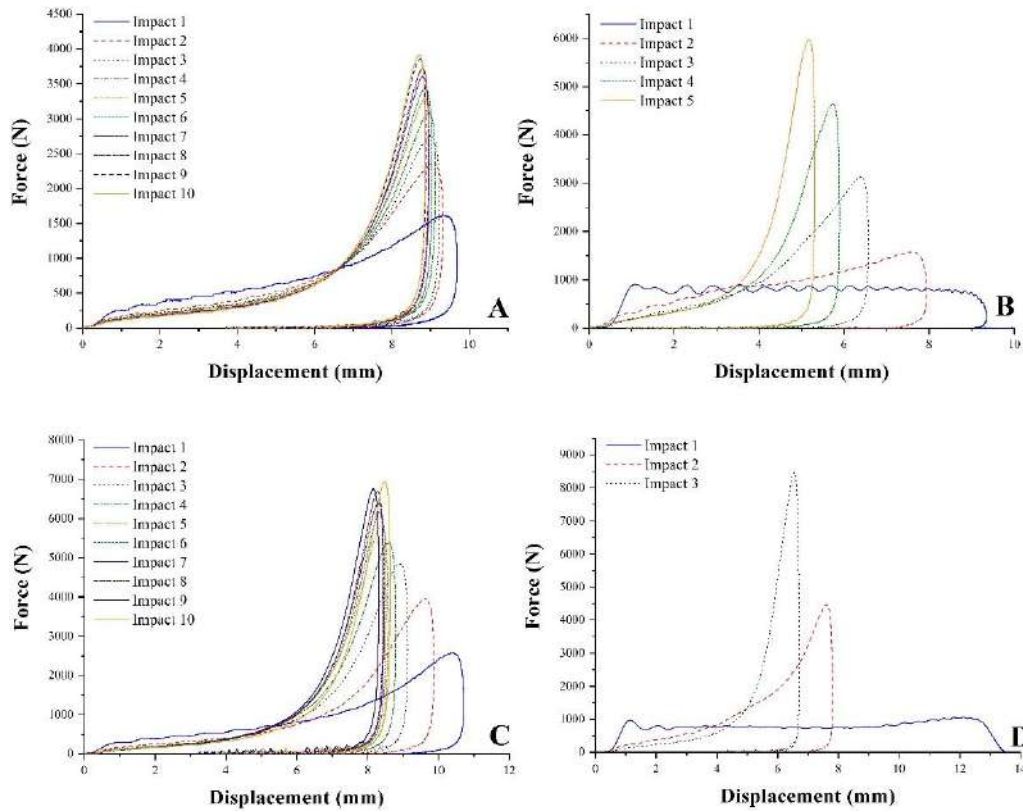 4500
4000
3500
3000
2500
2000
1500
1000
500
0
Force (N)
Impact 1
Impact 2
Impact 3
Impact 4
Impact 5
Impact 6
Impact 7
Impact 8
Impact 9
Impact 10
A
0 2 4 6 8 10
Displacement (mm)
6000
5000
4000
3000
2000
1000
0
Force (N)
Impact 1
Impact 2
Impact 3
Impact 4
Impact 5
B
0 2 4 6 8 10
Displacement (mm)
8000
7000
6000
5000
4000
3000
2000
1000
0
Force (N)
Impact 1
Impact 2
Impact 3
Impact 4
Impact 5
Impact 6
Impact 7
Impact 8
Impact 9
Impact 10
C
0 2 4 6 8 10 12
Displacement (mm)
9000
8000
7000
6000
5000
4000
3000
2000
1000
0
Force (N)
Impact 1
Impact 2
Impact 3
D
0 2 4 6 8 10 12 14
Displacement (mm)